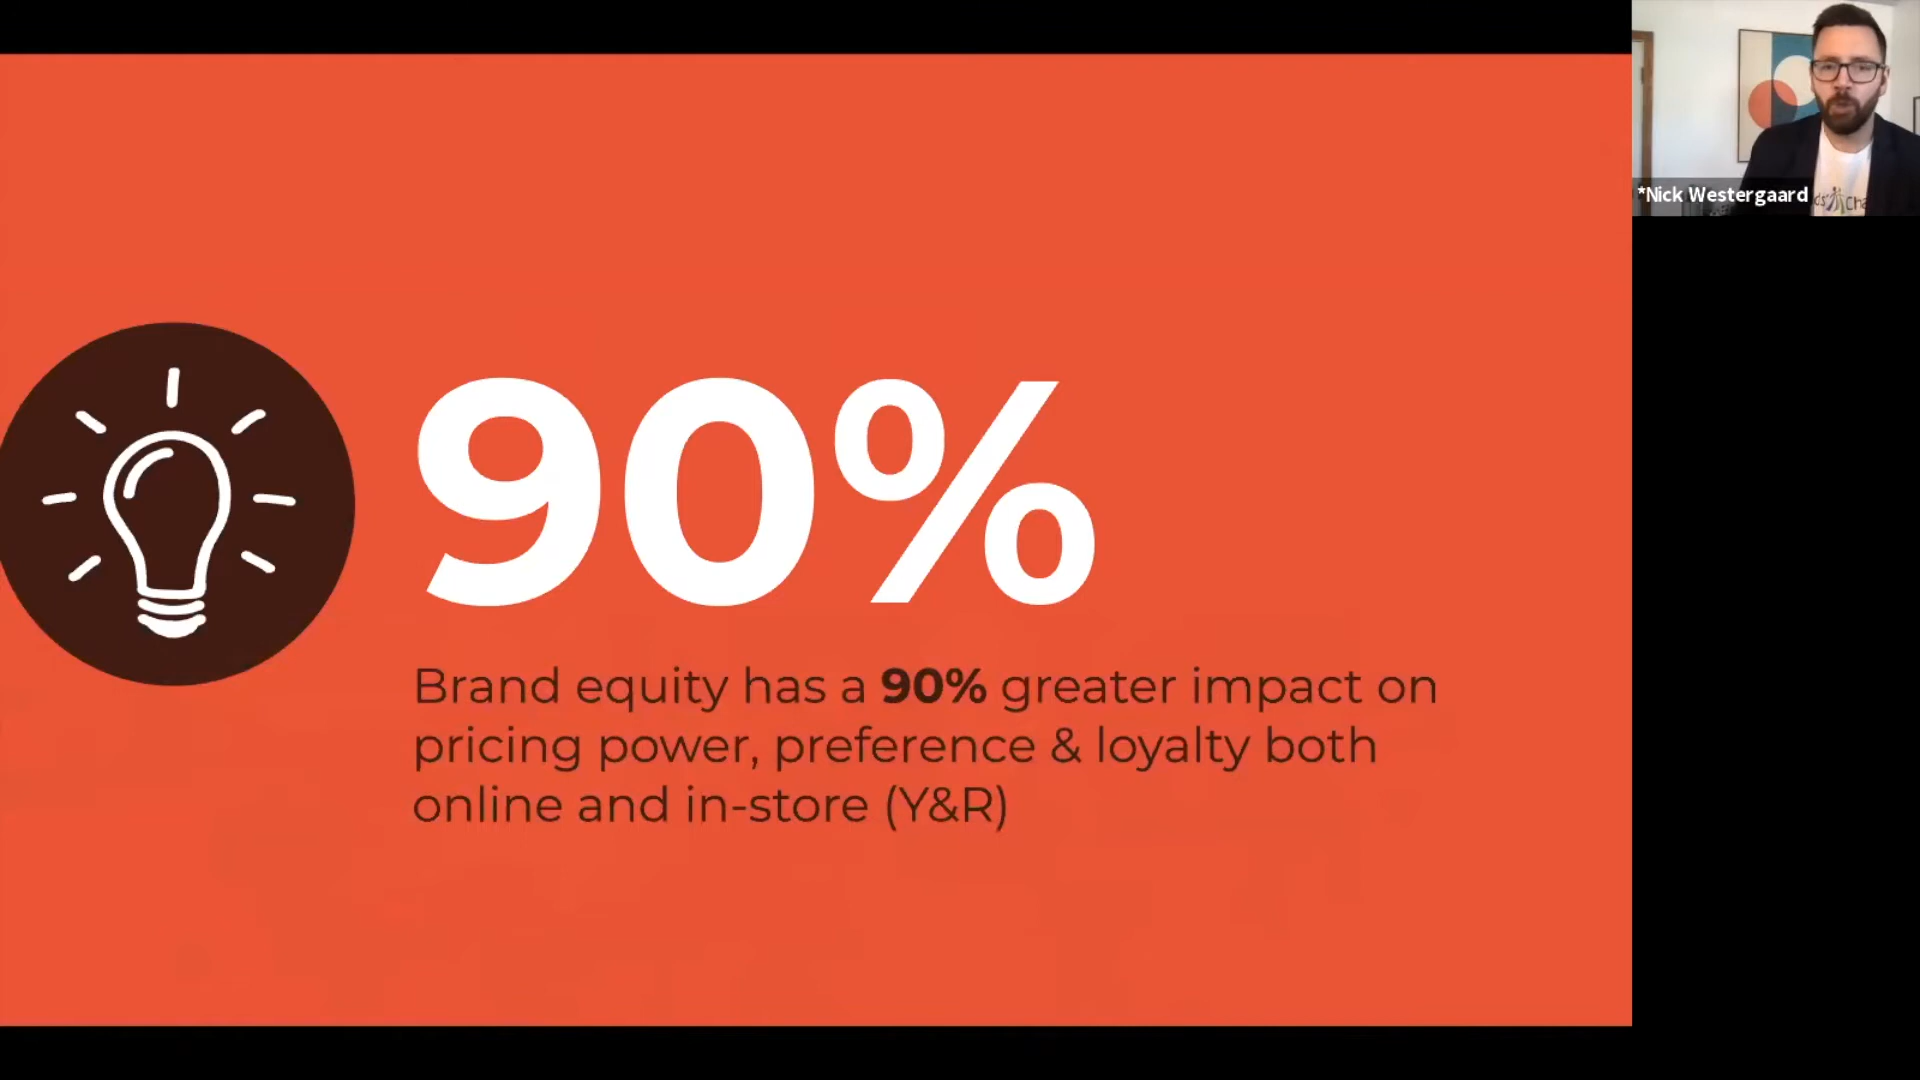 *Nick Westergaard
90%
Brand equity has a 90% greater impact on
pricing power, preference & loyalty both
online and in-store (Y&R)